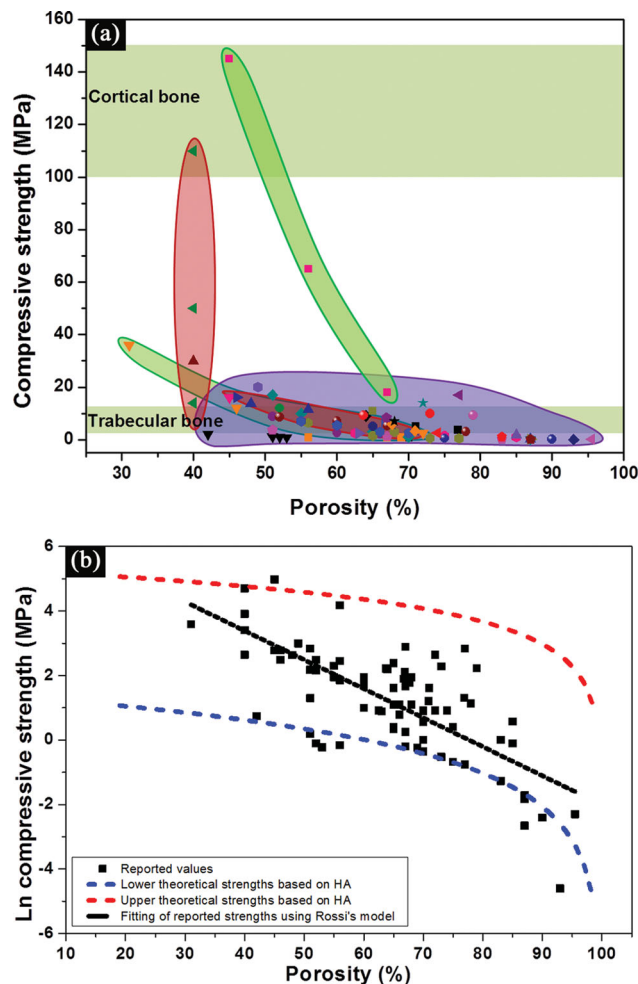 (a)
160
140
120
100
80
60
40
20
0
Compressive strength (MPa)
Cortical bone
Trabecular bone
30 40 50 60 70 80 90 100
Porosity (%)
(b)
6
4
2
0
-2
-4
-6
Ln compressive strength (MPa)
Reported values
Lower theoretical strengths based on HA
Upper theoretical strengths based on HA
Fitting of reported strengths using Rossi's model
10 20 30 40 50 60 70 80 90 100
Porosity (%)